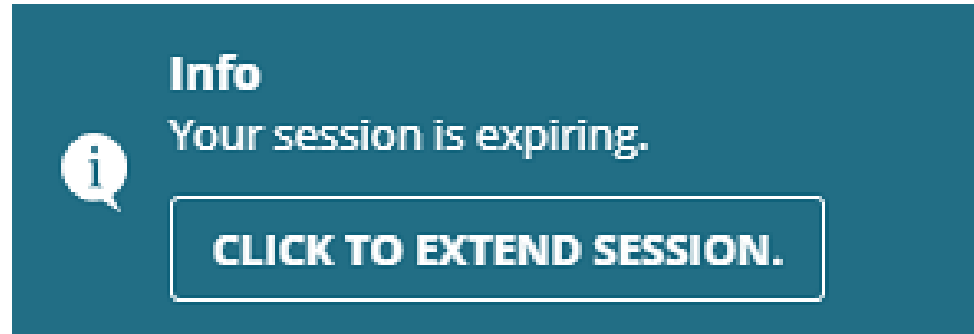 Info
Your session is expiring.
CLICK TO EXTEND SESSION.